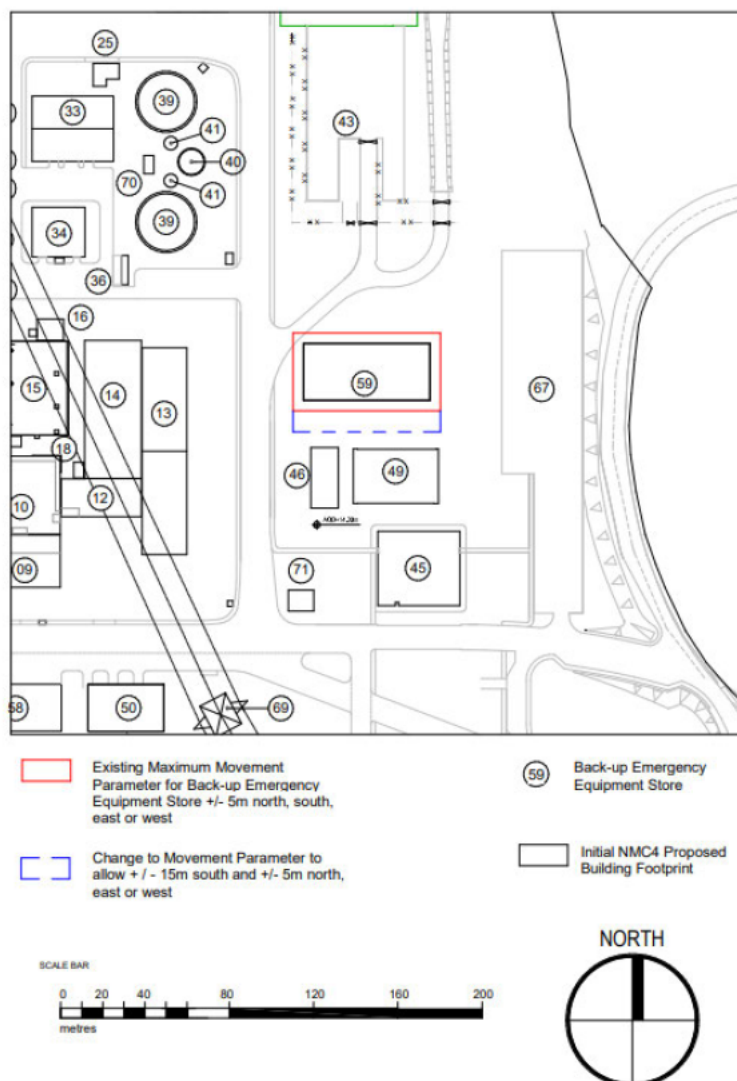 25
33
39
41
43
40
70
41
34
39
36
16
15
14
13
59
67
18
46
49
10
12
09
71
45
58
50
69
Existing Maximum Movement
Parameter for Back-up Emergency
Equipment Store +/- 5m north, south,
east or west
59
Back-up Emergency
Equipment Store
Change to Movement Parameter to
allow + / - 15m south and +/- 5m north,
east or west
Initial NMC4 Proposed
Building Footprint
NORTH
SCALE BAR
0 20 40 80 120 160 200
metres